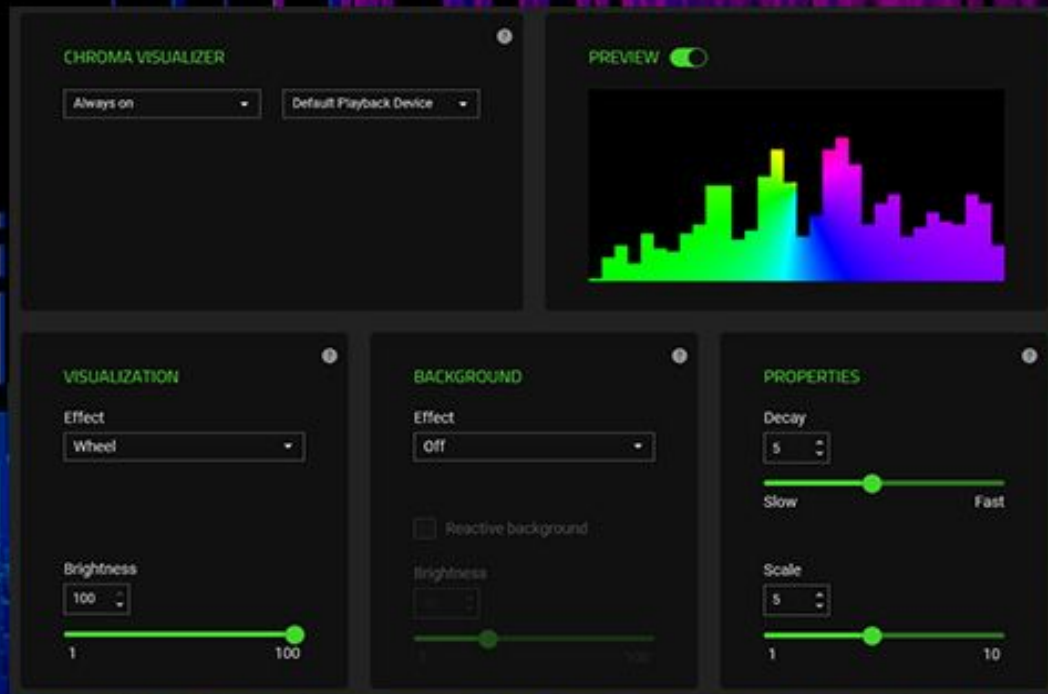 CHROMA VISUALIZER
Always on
Default Playback Device
PREVIEW
VISUALIZATION
Effect
Wheel
Brightness
100
1
100
BACKGROUND
Effect
Off
Reactive background
Brightness
PROPERTIES
Decay
5
Slow
Fast
Scale
5
1
10